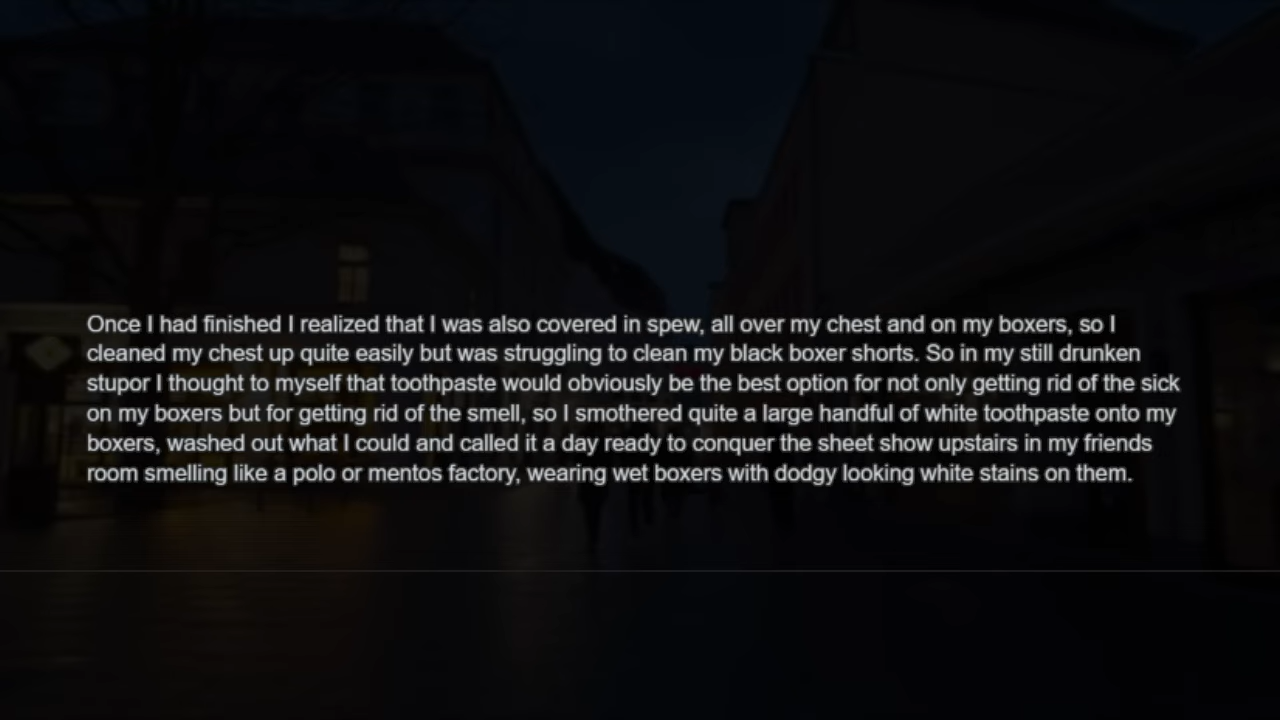 Once I had finished I realized that I was also covered in spew, all over my chest and on my boxers, so I
cleaned my chest up quite easily but was struggling to clean my black boxer shorts. So in my still drunken
stupor I thought to myself that toothpaste would obviously be the best option for not only getting rid of the sick
on my boxers but for getting rid of the smell, so I smothered quite a large handful of white toothpaste onto my
boxers, washed out what I could and called it a day ready to conquer the sheet show upstairs in my friends
room smelling like a polo or mentos factory, wearing wet boxers with dodgy looking white stains on them.